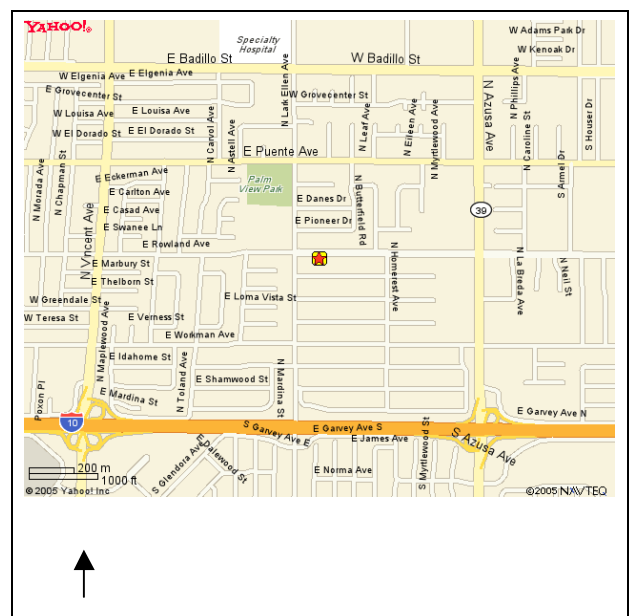 YAHOO!
Specialty
Hospital
W Adams Park Dr
W Kenoak Dr
E Badillo St
W Badillo St
W Elgenia Ave
E Elgenia Ave
E Grovecenter St
W Grovecenter St
N Lark Ellen Ave
N Azusa Ave
N Phillips Ave
W Louisa Ave
E Louisa Ave
N Carvol Ave
N Astell Ave
N Leaf Ave
N Eileen Ave
N Myrtlewood Ave
N Caroline St
S Houser Dr
W El Dorado St
E El Dorado St
E Puente Ave
N Morada Ave
N Chapman St
E Eckerman Ave
Palm
View Park
E Carlton Ave
E Danes Dr
N Butterfield Rd
S Armel Dr
E Casad Ave
39
E Swanee Ln
E Pioneer Dr
N Vincent Ave
E Rowland Ave
N Homerest Ave
N La Breda Ave
N Neil St
E Marbury St
E Thelborn St
W Greendale St
E Loma Vista St
W Teresa St
E Verness St
N Maplewood Ave
E Workman Ave
E Idahome St
Poxon Pl
N Toland Ave
E Shamwood St
N Mardina St
E Mardina St
E Garvey Ave N
10
S Garvey Ave E
E Garvey Ave S
E James Ave
S Azusa Ave
S Glendora Ave
E Dalewood St
E Norma Ave
S Myrtlewood St
200 m
1000 ft
©2005 Yahoo! Inc
©2005 NAVTEQ